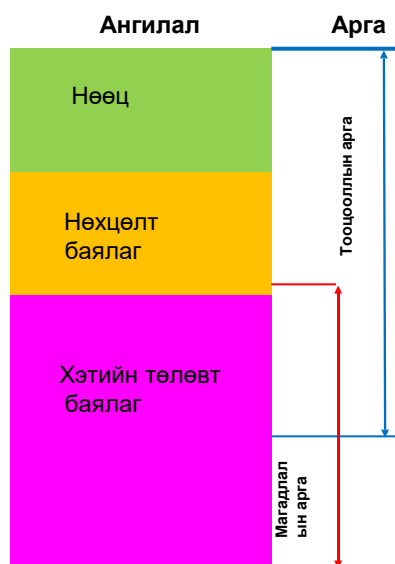 Ангилал
Арга
Нөөц
Нөхцөлт
баялаг
Хэтийн төлөвт
баялаг
Тооцооллын арга
Магадлал
ын арга